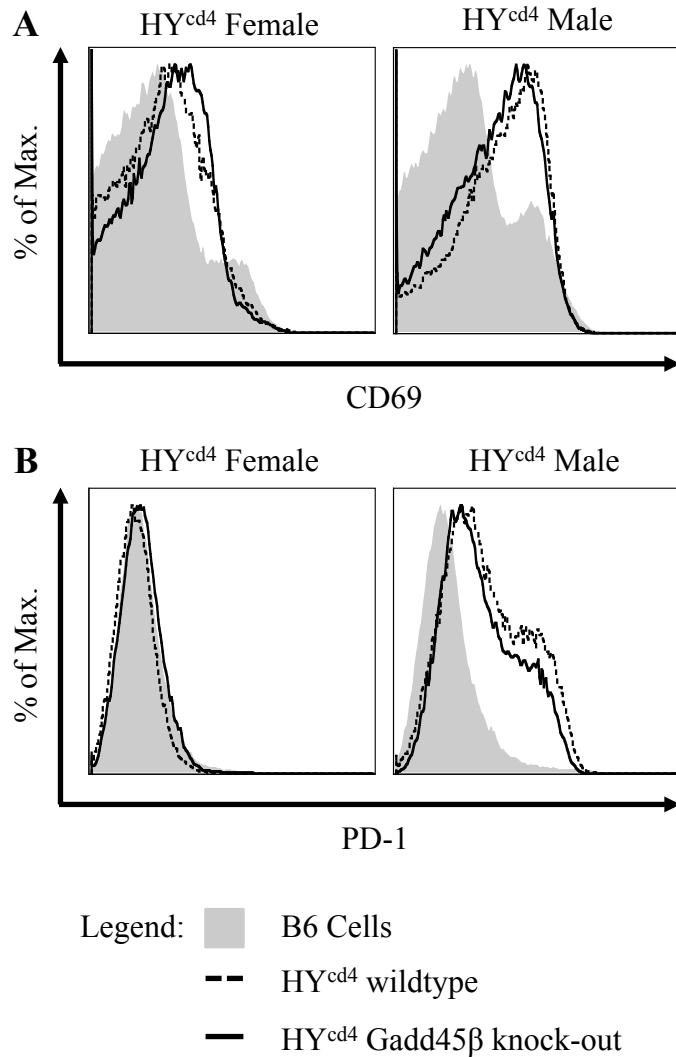 A
HYcd4 Female
HYcd4 Male
% of Max.
CD69
B
HYcd4 Female
HYcd4 Male
% of Max.
PD-1
Legend:
B6 Cells
HYcd4 wildtype
HYcd4 Gadd45β knock-out